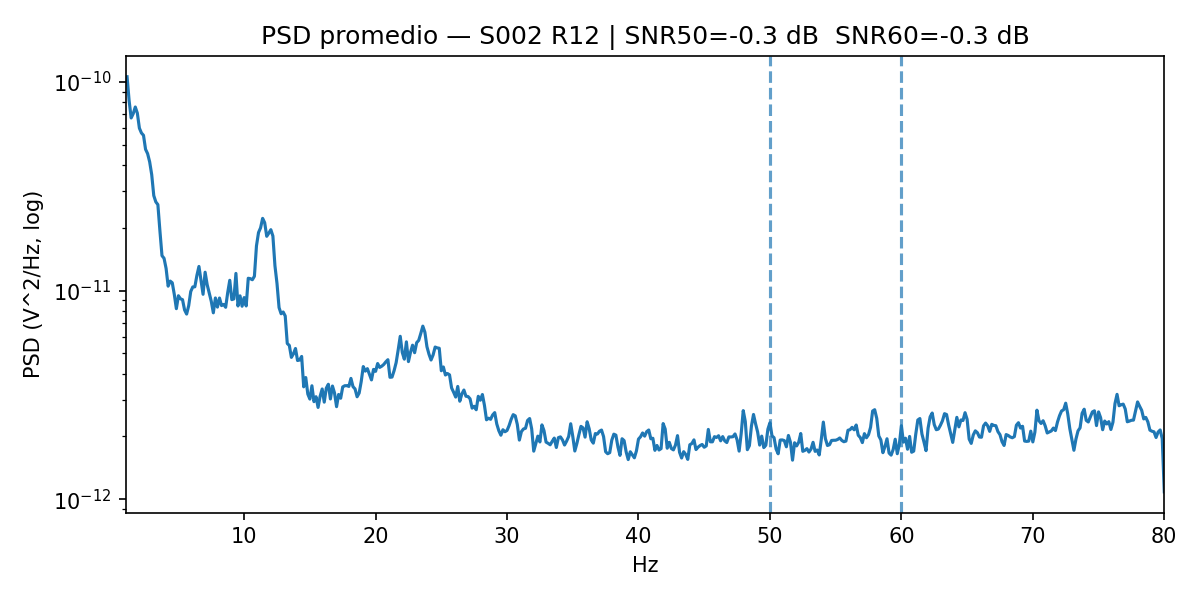 PSD promedio — S002 R12 | SNR50=-0.3 dB  SNR60=-0.3 dB
PSD (V^2/Hz, log)
10⁻¹⁰
10⁻¹¹
10⁻¹²
10 20 30 40 50 60 70 80
Hz